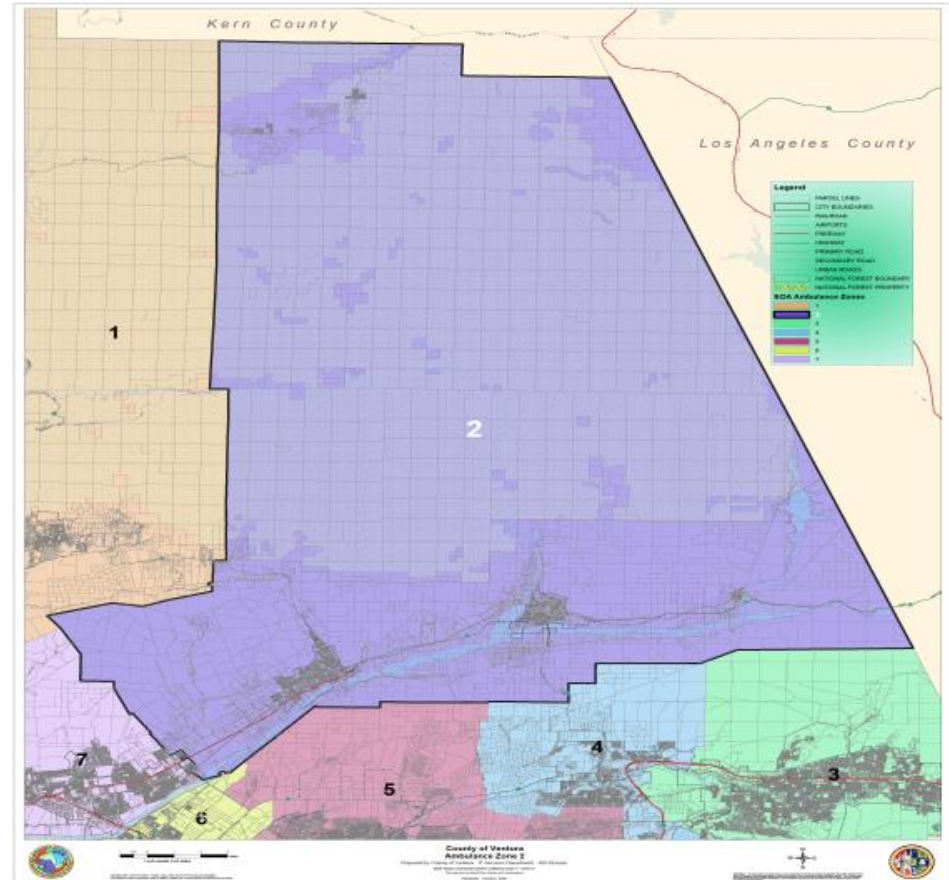 Kern County
Los Angeles County
Legend
PARCEL LINES
CITY BOUNDARIES
RAILROAD
AIRPORTS
FREEWAY
HIGHWAY
PRIMARY ROAD
SECONDARY ROAD
URBAN ROADS
NATIONAL FOREST BOUNDARY
NATIONAL FOREST PROPERTY
BOA Ambulance Zones
1
2
3
4
5
6
7
1
2
7
6
5
4
3
County of Ventura
Ambulance Zone 2